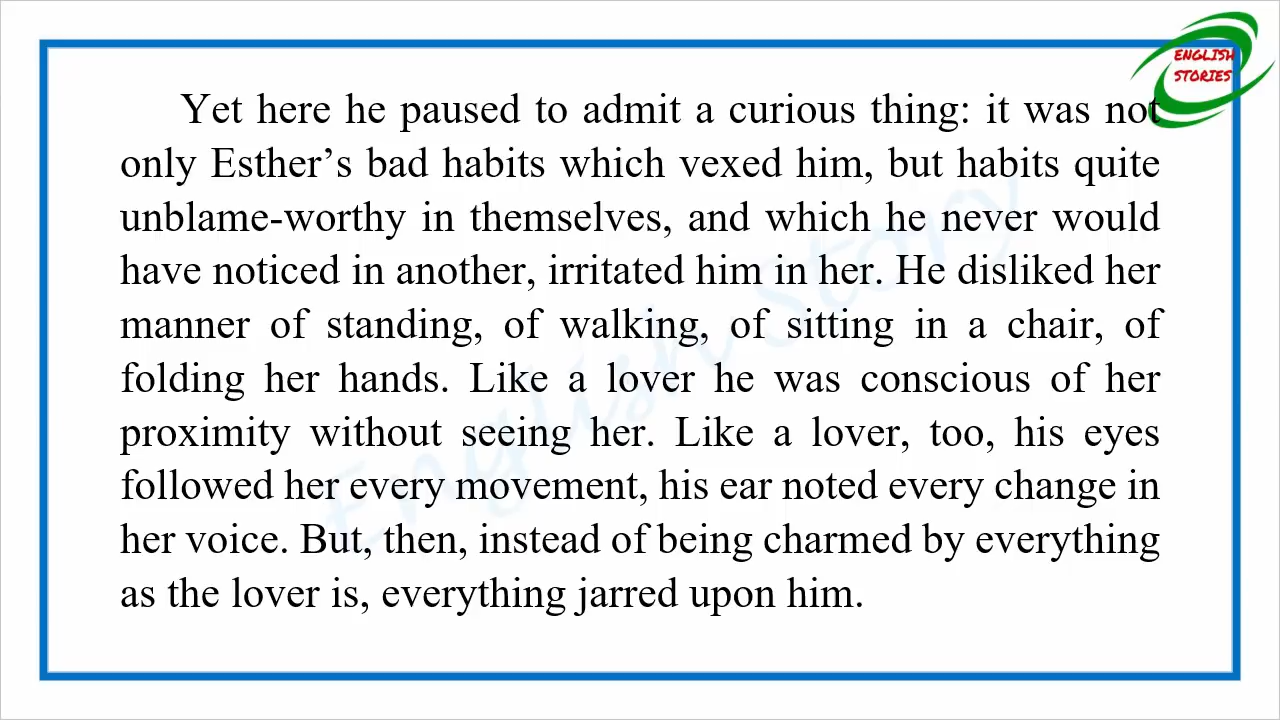 ENGLISH
STORIES
Yet here he paused to admit a curious thing: it was not
only Esther’s bad habits which vexed him, but habits quite
unblame-worthy in themselves, and which he never would
have noticed in another, irritated him in her. He disliked her
manner of standing, of walking, of sitting in a chair, of
folding her hands. Like a lover he was conscious of her
proximity without seeing her. Like a lover, too, his eyes
followed her every movement, his ear noted every change in
her voice. But, then, instead of being charmed by everything
as the lover is, everything jarred upon him.
English Story